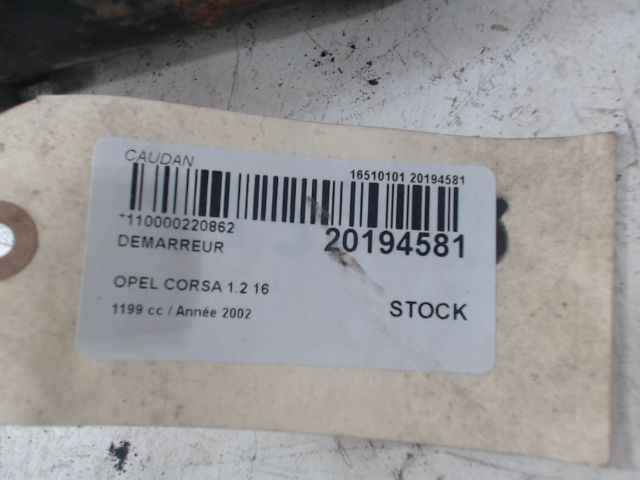 CAUDAN
16510101 20194581
*110000220862
DEMARREUR
20194581
OPEL CORSA 1.2 16
1199 cc / Année 2002
STOCK